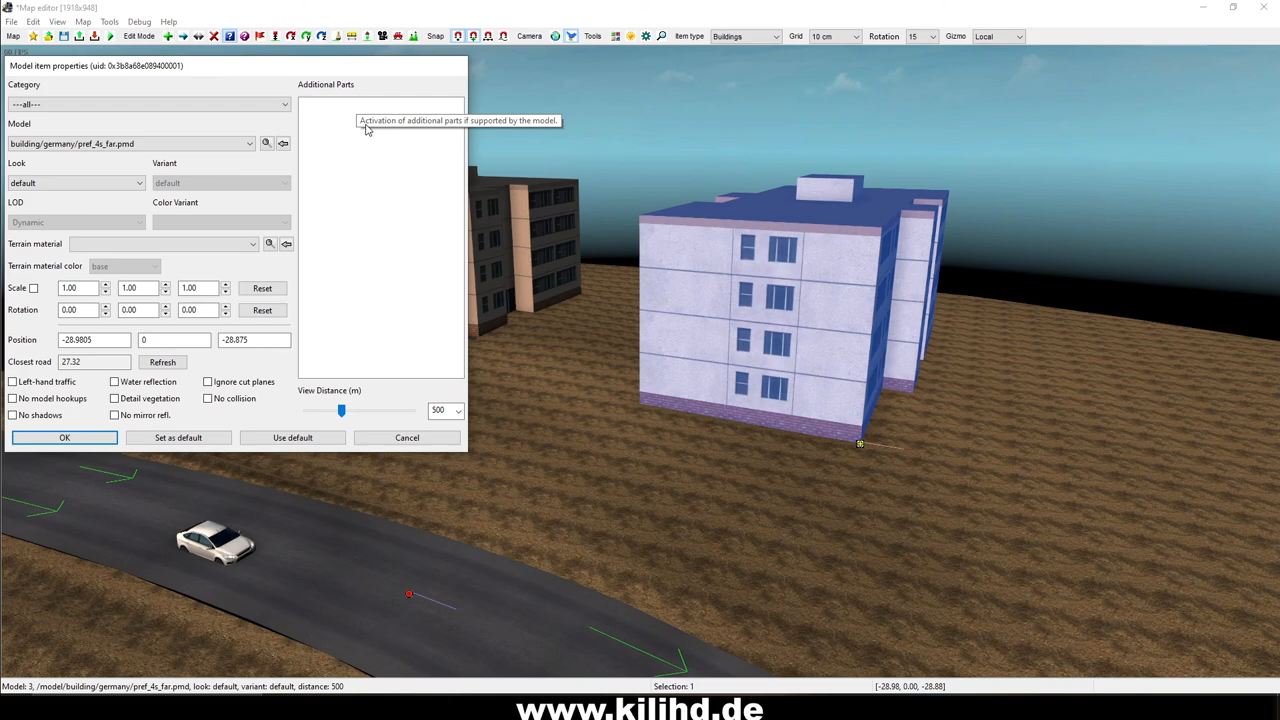 *Map editor [1918x948]
File Edit View Map Tools Debug Help
Map Edit Mode Snap Camera Tools Item type Buildings Grid 10 cm Rotation 15 Gizmo Local
Model item properties (uid: 0x3b8a68e089400001)
Category
---all---
Model
building/germany/pref_4s_far.pmd
Look Variant
default default
LOD Color Variant
Dynamic
Terrain material
Terrain material color base
Scale 1.00 1.00 1.00 Reset
Rotation 0.00 0.00 0.00 Reset
Position -28.9805 0 -28.875
Closest road 27.32 Refresh
Left-hand traffic Water reflection Ignore cut planes
No model hookups Detail vegetation No collision
No shadows No mirror refl.
Additional Parts
Activation of additional parts if supported by the model.
View Distance (m)
500
OK Set as default Use default Cancel
Model: 3, /model/building/germany/pref_4s_far.pmd, look: default, variant: default, distance: 500 Selection: 1 [-28.98, 0.00, -28.88]
www.kilihd.de